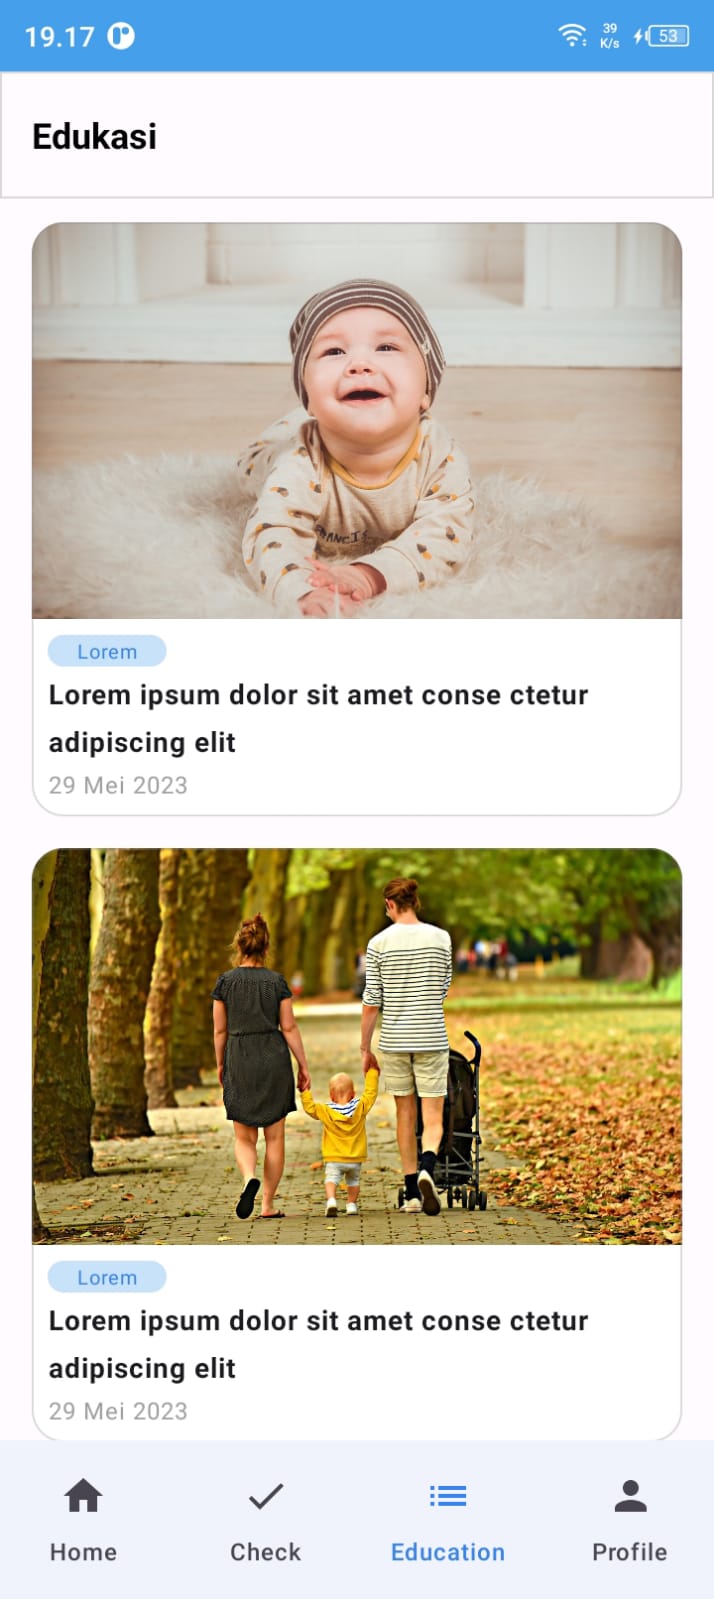 19.17
39
K/s
53
Edukasi
Lorem
Lorem ipsum dolor sit amet conse ctetur
adipiscing elit
29 Mei 2023
Lorem
Lorem ipsum dolor sit amet conse ctetur
adipiscing elit
29 Mei 2023
Home
Check
Education
Profile